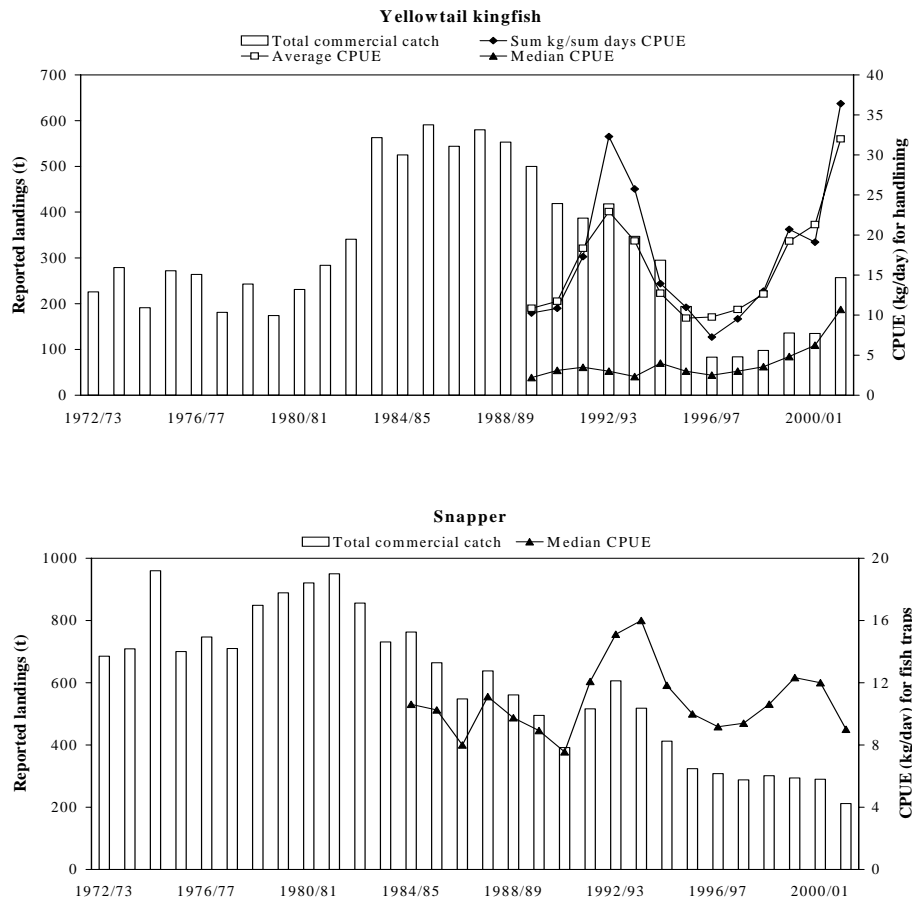 Yellowtail kingfish
Total commercial catch Sum kg/sum days CPUE
Average CPUE Median CPUE
Reported landings (t)
700
600
500
400
300
200
100
0
CPUE (kg/day) for handlining
40
35
30
25
20
15
10
5
0
1972/73 1976/77 1980/81 1984/85 1988/89 1992/93 1996/97 2000/01
Snapper
Total commercial catch Median CPUE
Reported landings (t)
1000
800
600
400
200
0
CPUE (kg/day) for fish traps
20
16
12
8
4
0
1972/73 1976/77 1980/81 1984/85 1988/89 1992/93 1996/97 2000/01